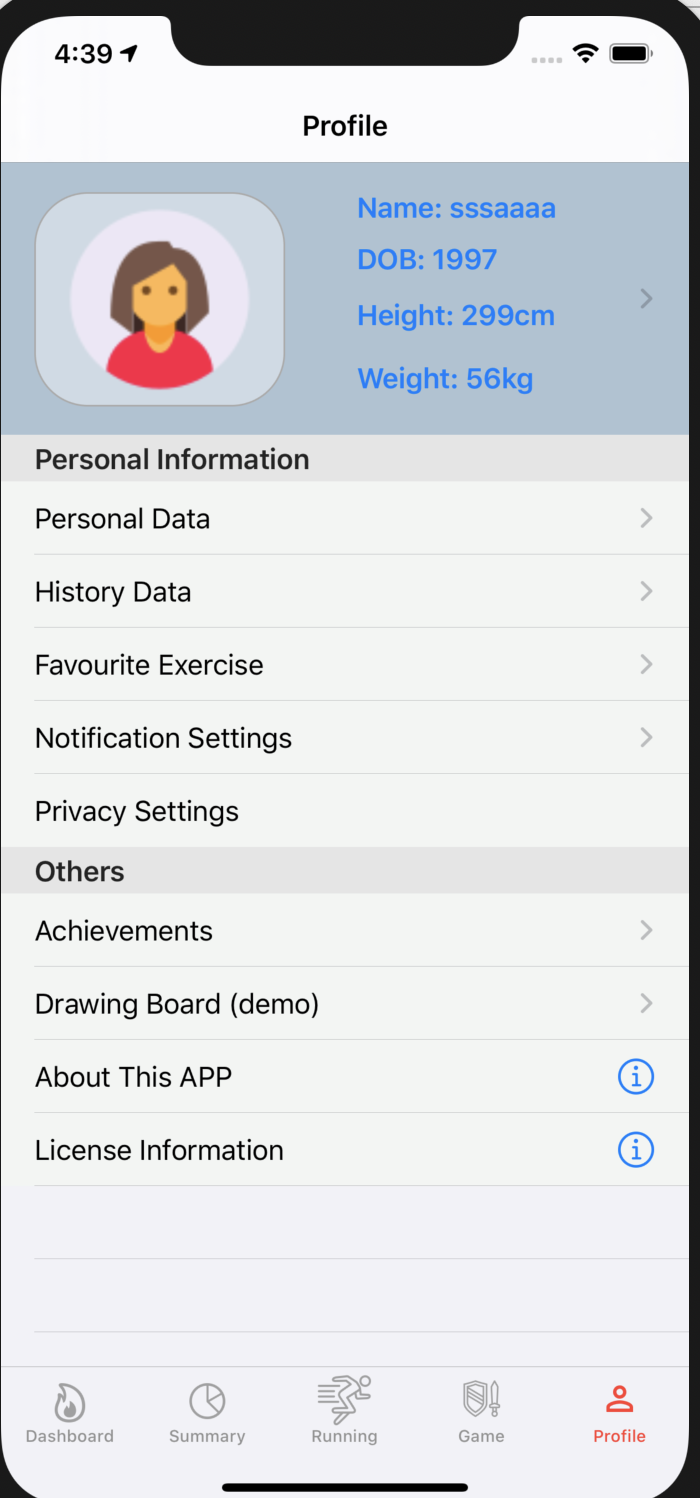 4:39
Profile
Name: sssaaaa
DOB: 1997
Height: 299cm
Weight: 56kg
Personal Information
Personal Data
History Data
Favourite Exercise
Notification Settings
Privacy Settings
Others
Achievements
Drawing Board (demo)
About This APP
License Information
Dashboard Summary Running Game Profile